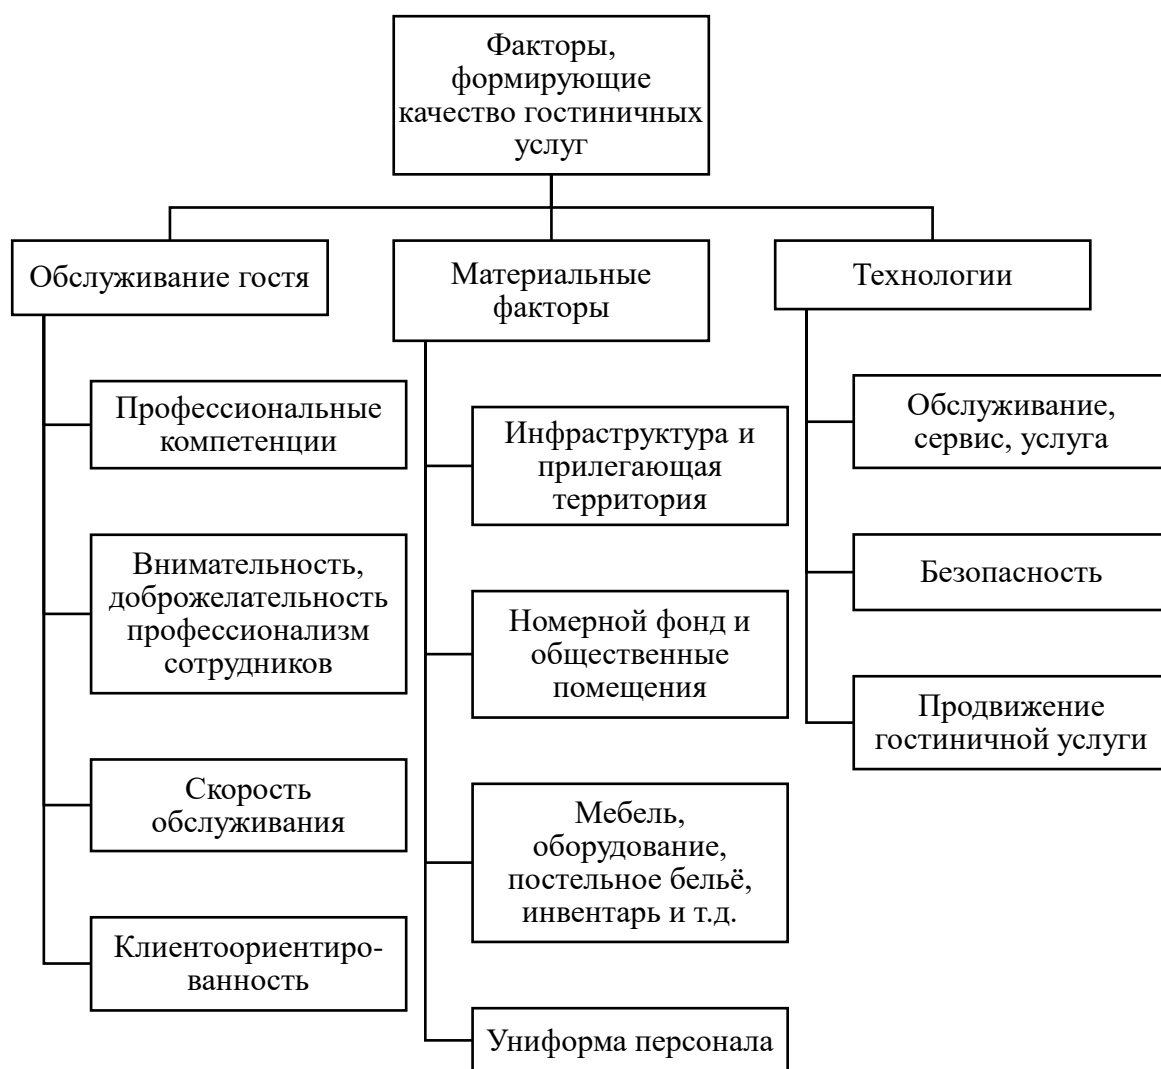 Факторы,
формирующие
качество гостиничных
услуг
Обслуживание гостя
Профессиональные
компетенции
Внимательность,
доброжелательность
профессионализм
сотрудников
Скорость
обслуживания
Клиентоориентиро-
ванность
Материальные
факторы
Инфраструктура и
прилегающая
территория
Номерной фонд и
общественные
помещения
Мебель,
оборудование,
постельное бельё,
инвентарь и т.д.
Униформа персонала
Технологии
Обслуживание,
сервис, услуга
Безопасность
Продвижение
гостиничной услуги